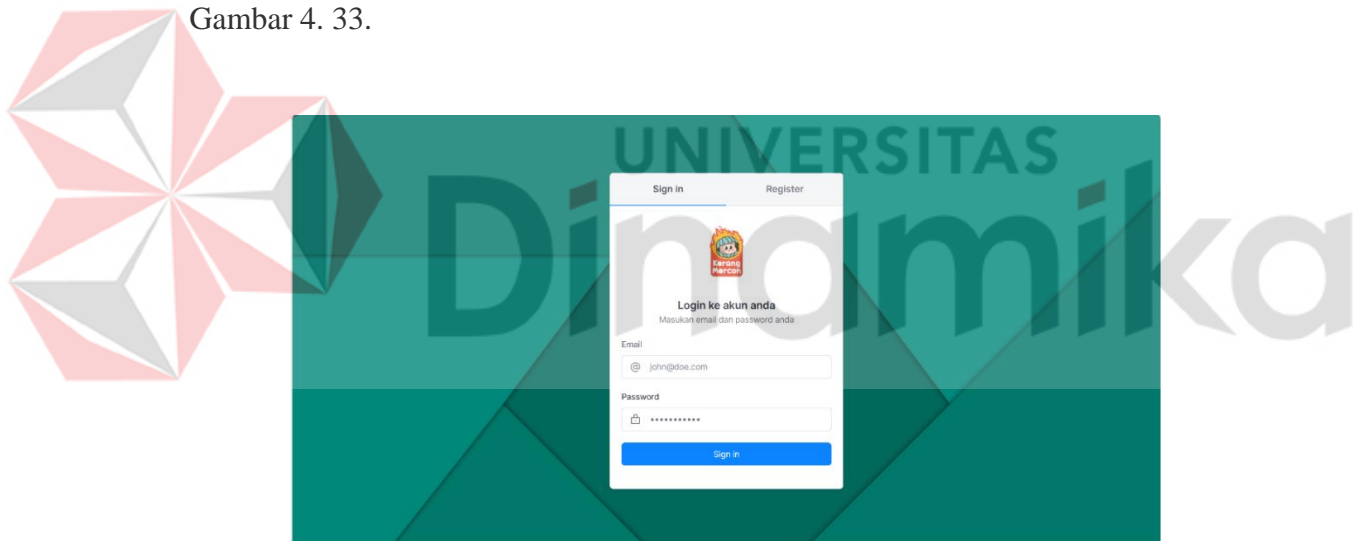 Gambar 4. 33.
UNIVERSITAS
Dinamika
Sign in Register
Kerang
Mercon
Login ke akun anda
Masukan email dan password anda
Email
@ john@doe.com
Password
•••••••••••
Sign in